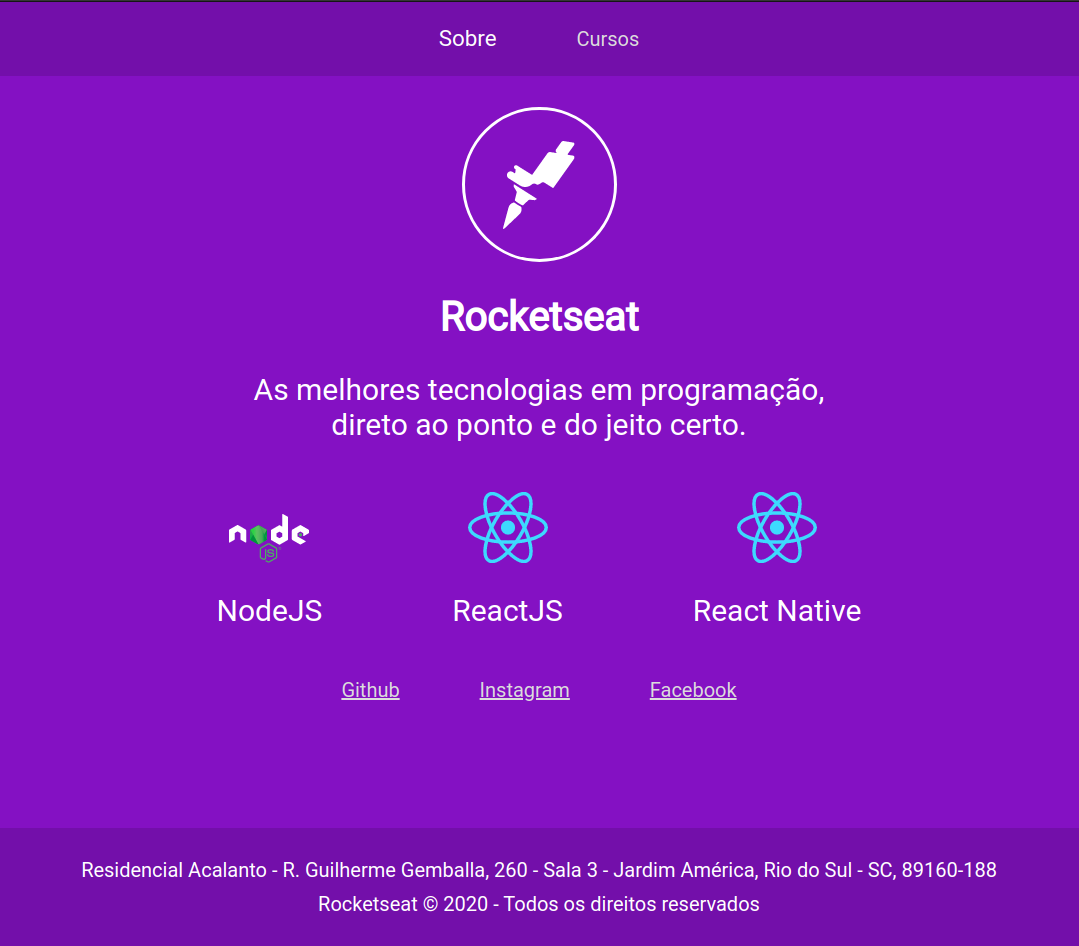 Sobre Cursos
Rocketseat
As melhores tecnologias em programação,
direto ao ponto e do jeito certo.
node
JS
NodeJS ReactJS React Native
Github Instagram Facebook
Residencial Acalanto - R. Guilherme Gemballa, 260 - Sala 3 - Jardim América, Rio do Sul - SC, 89160-188
Rocketseat © 2020 - Todos os direitos reservados